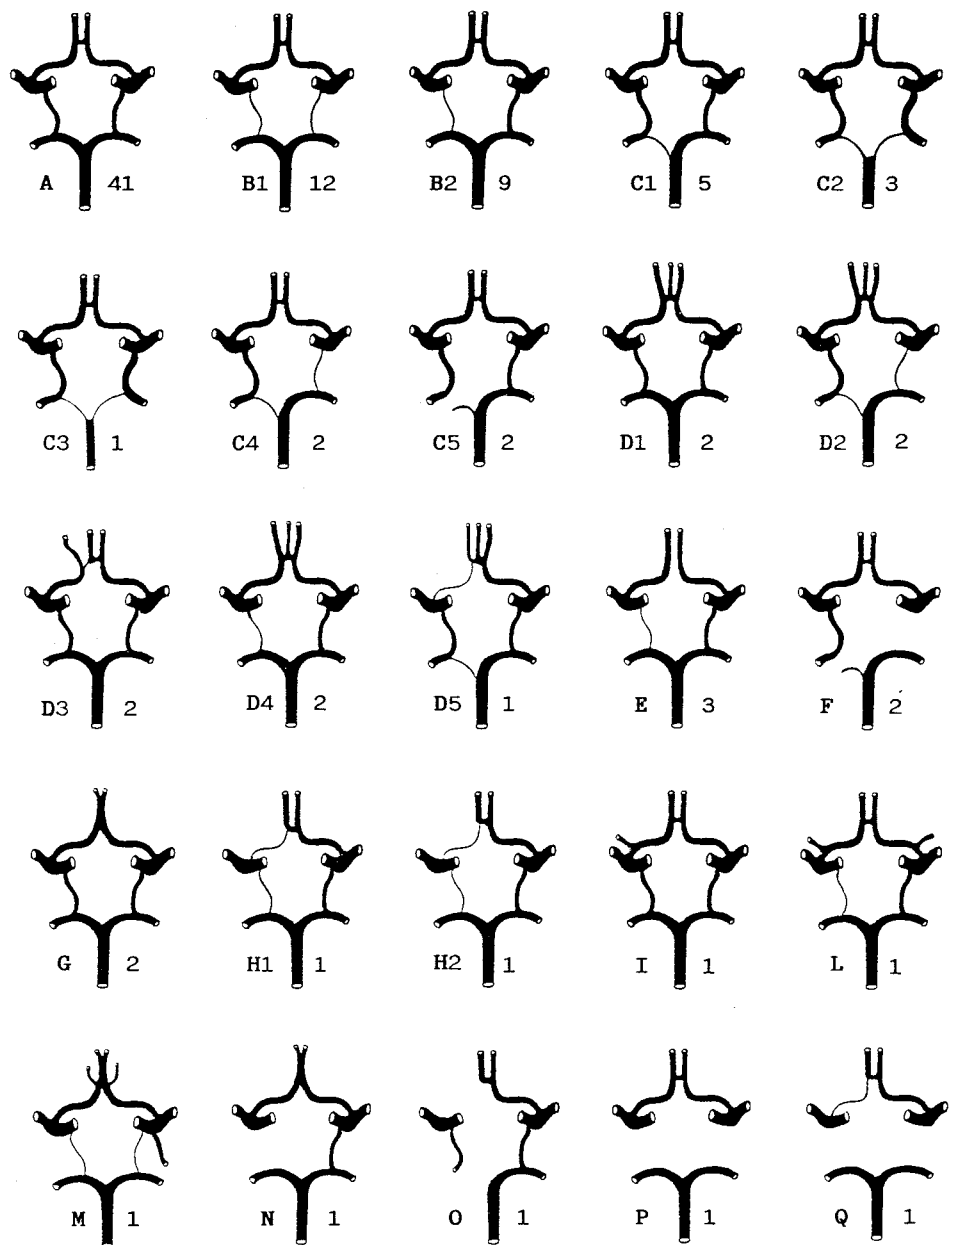 A 41 B1 12 B2 9 C1 5 C2 3
C3 1 C4 2 C5 2 D1 2 D2 2
D3 2 D4 2 D5 1 E 3 F 2
G 2 H1 1 H2 1 I 1 L 1
M 1 N 1 O 1 P 1 Q 1